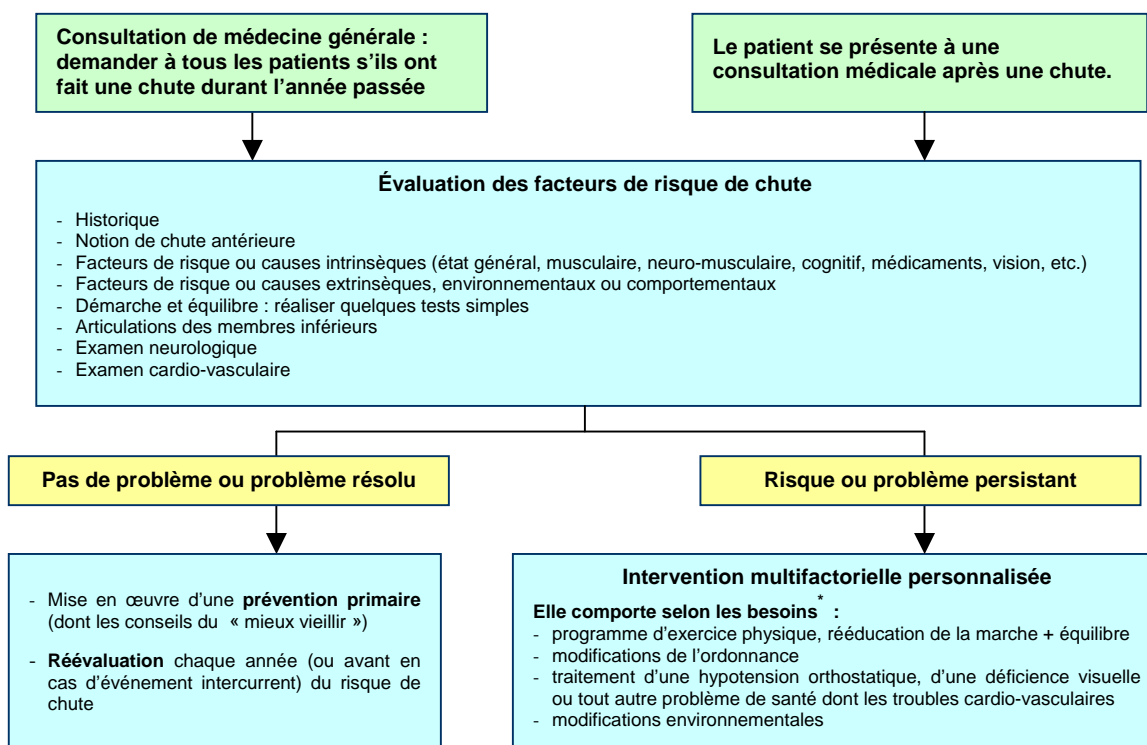 Consultation de médecine générale :
demander à tous les patients s'ils ont
fait une chute durant l'année passée
Le patient se présente à une
consultation médicale après une chute.
Évaluation des facteurs de risque de chute
- Historique
- Notion de chute antérieure
- Facteurs de risque ou causes intrinsèques (état général, musculaire, neuro-musculaire, cognitif, médicaments, vision, etc.)
- Facteurs de risque ou causes extrinsèques, environnementaux ou comportementaux
- Démarche et équilibre : réaliser quelques tests simples
- Articulations des membres inférieurs
- Examen neurologique
- Examen cardio-vasculaire
Pas de problème ou problème résolu
Risque ou problème persistant
- Mise en œuvre d'une prévention primaire
(dont les conseils du « mieux vieillir »)
- Réévaluation chaque année (ou avant en
cas d'événement intercurrent) du risque de
chute
Intervention multifactorielle personnalisée
Elle comporte selon les besoins* :
- programme d'exercice physique, rééducation de la marche + équilibre
- modifications de l'ordonnance
- traitement d'une hypotension orthostatique, d'une déficience visuelle
ou tout autre problème de santé dont les troubles cardio-vasculaires
- modifications environnementales